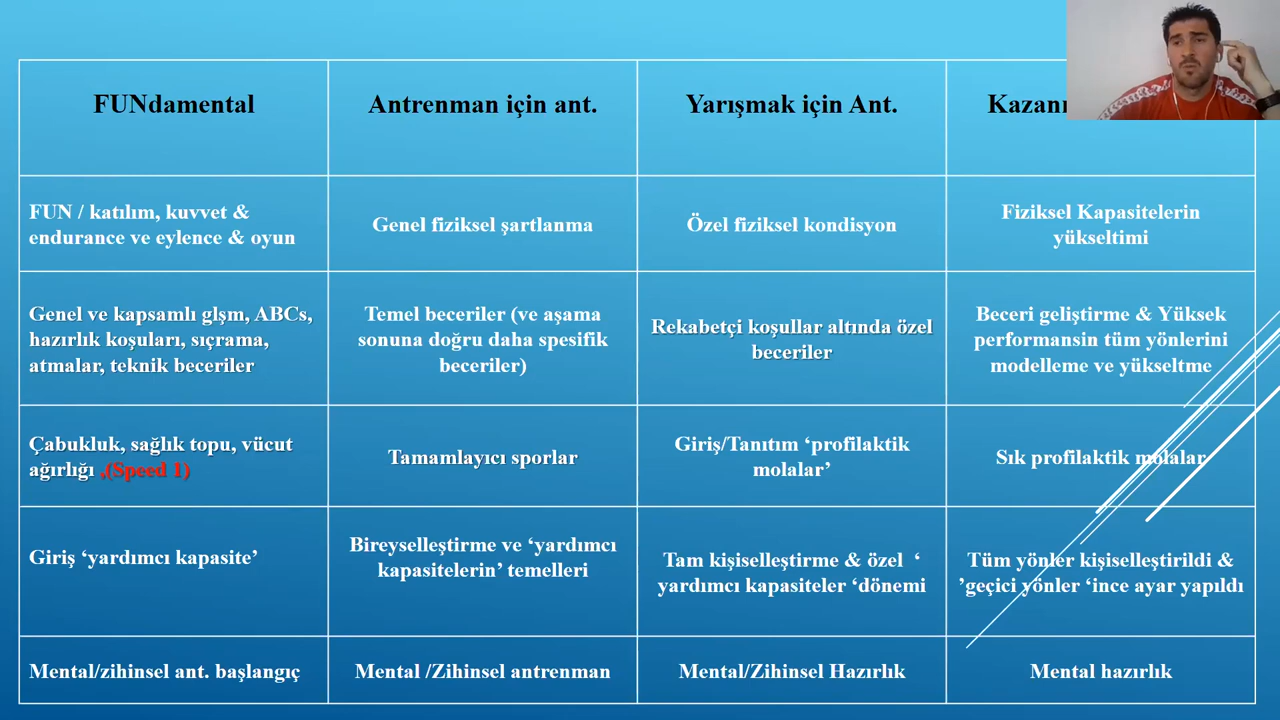 FUNdamental
Antrenman için ant.
Yarışmak için Ant.
FUN / katılım, kuvvet &
endurance ve eylence & oyun
Genel fiziksel şartlanma
Özel fiziksel kondisyon
Fiziksel Kapasitelerin
yükseltimi
Genel ve kapsamlı glşm, ABCs,
hazırlık koşuları, sıçrama,
atmalar, teknik beceriler
Temel beceriler (ve aşama
sonuna doğru daha spesifik
beceriler)
Rekabetçi koşullar altında özel
beceriler
Beceri geliştirme & Yüksek
performansin tüm yönlerini
modelleme ve yükseltme
Çabukluk, sağlık topu, vücut
ağırlığı ,(Speed 1)
Tamamlayıcı sporlar
Giriş/Tanıtım ‘profilaktik
molalar’
Sık profilaktik molalar
Giriş ‘yardımcı kapasite’
Bireyselleştirme ve ‘yardımcı
kapasitelerin’ temelleri
Tam kişiselleştirme & özel ‘
yardımcı kapasiteler ‘dönemi
Tüm yönler kişiselleştirildi &
’geçici yönler ‘ince ayar yapıldı
Mental/zihinsel ant. başlangıç
Mental /Zihinsel antrenman
Mental/Zihinsel Hazırlık
Mental hazırlık